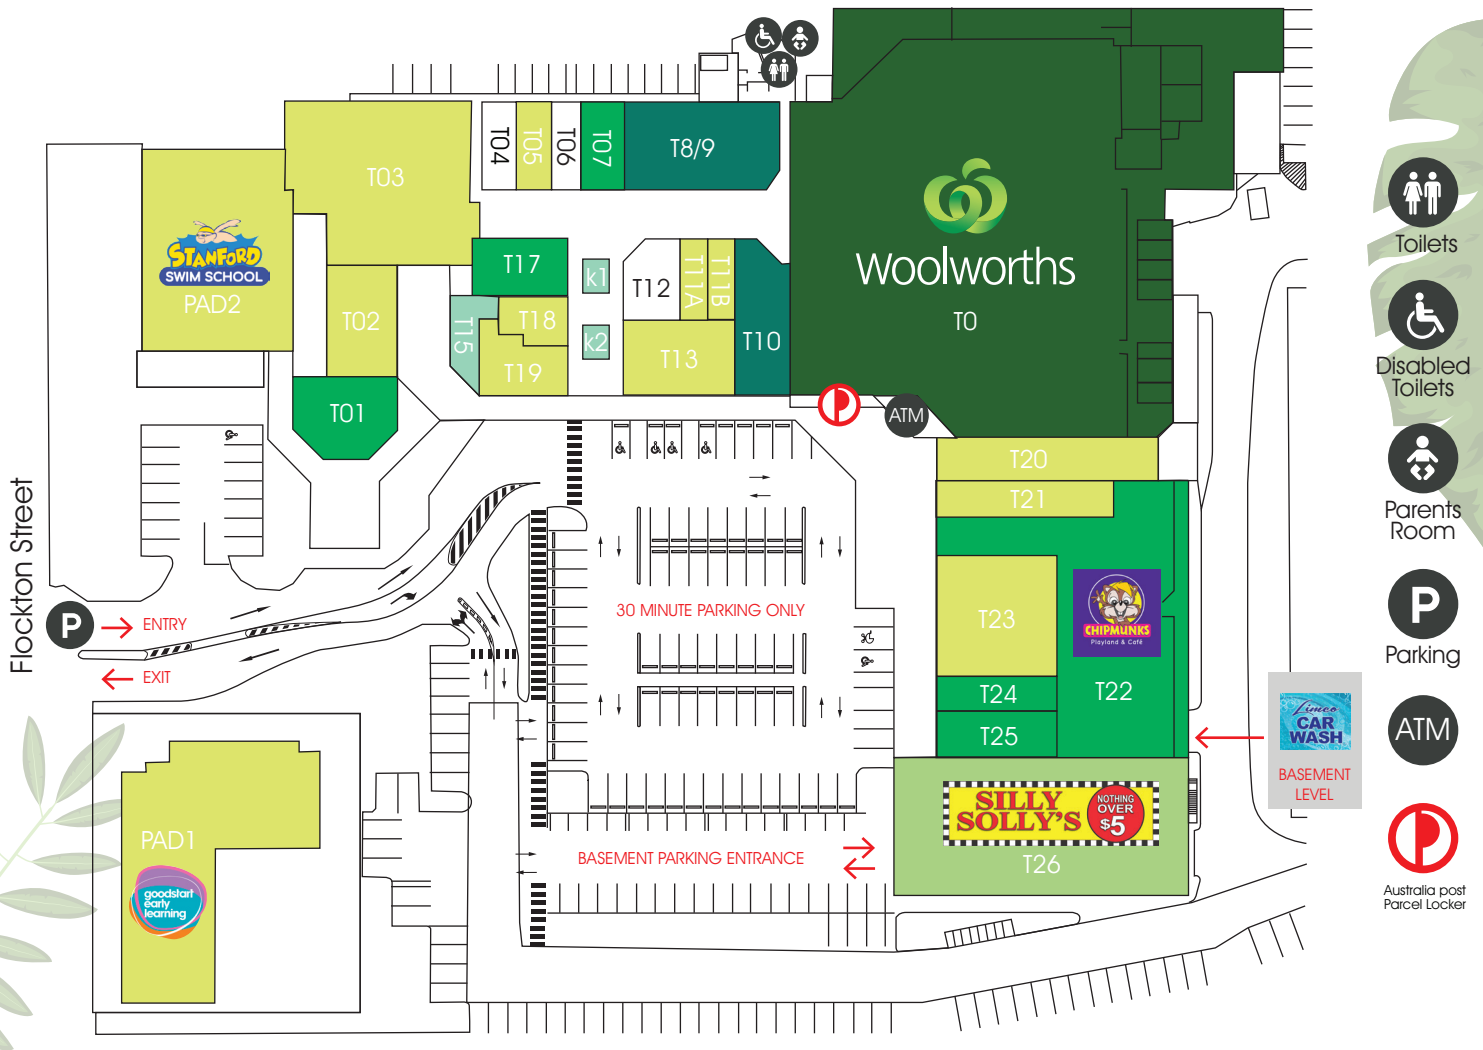 T04
T05
T06
T07
T8/9
T03
STANFORD
SWIM SCHOOL
PAD2
T17
k1
T12
T11A
T11B
Woolworths
T0
T02
T15
T18
k2
T13
T10
T19
T01
ATM
Toilets
Disabled
Toilets
Parents
Room
P
Parking
ATM
Australia post
Parcel Locker
T20
T21
Flockton Street
P
ENTRY
EXIT
30 MINUTE PARKING ONLY
T23
CHIPMUNKS
Playland & Café
T24
T22
T25
Limco
CAR
WASH
BASEMENT
LEVEL
SILLY
SOLLY'S
NOTHING
OVER
$5
T26
BASEMENT PARKING ENTRANCE
PAD1
goodstart
early
learning